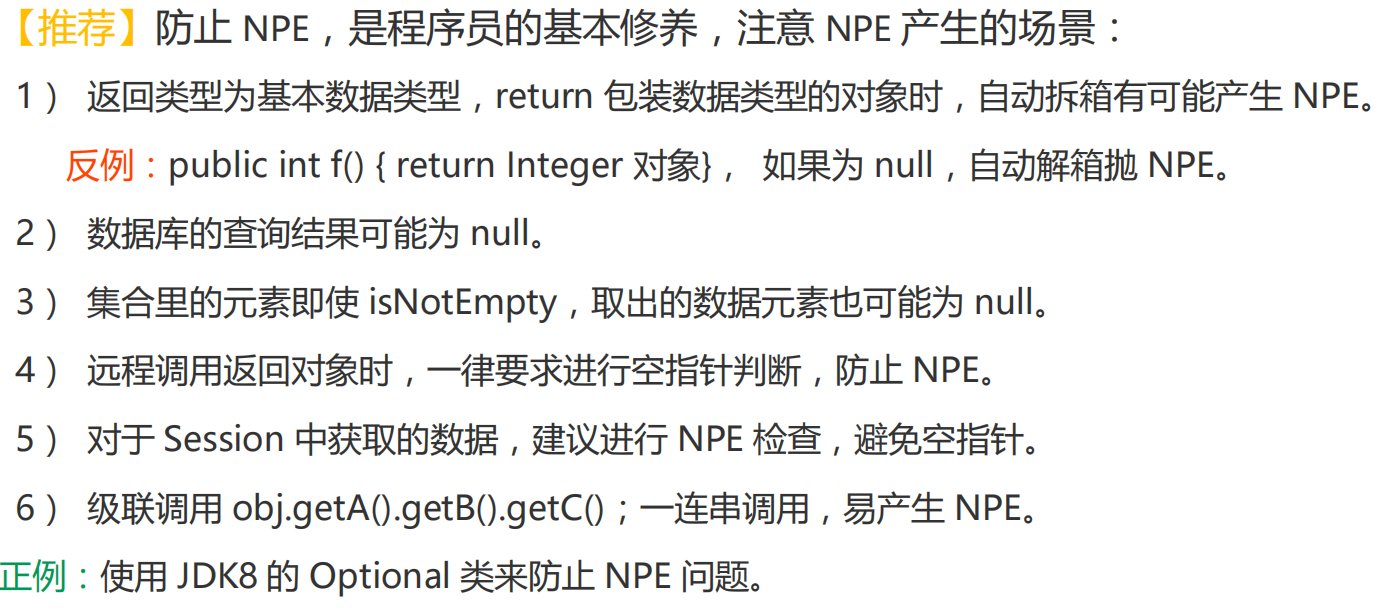 【推荐】防止 NPE，是程序员的基本修养，注意 NPE 产生的场景：
1） 返回类型为基本数据类型，return 包装数据类型的对象时，自动拆箱有可能产生 NPE。
反例：public int f() { return Integer 对象}， 如果为 null，自动解箱抛 NPE。
2） 数据库的查询结果可能为 null。
3） 集合里的元素即使 isNotEmpty，取出的数据元素也可能为 null。
4） 远程调用返回对象时，一律要求进行空指针判断，防止 NPE。
5） 对于 Session 中获取的数据，建议进行 NPE 检查，避免空指针。
6） 级联调用 obj.getA().getB().getC()；一连串调用，易产生 NPE。
正例：使用 JDK8 的 Optional 类来防止 NPE 问题。